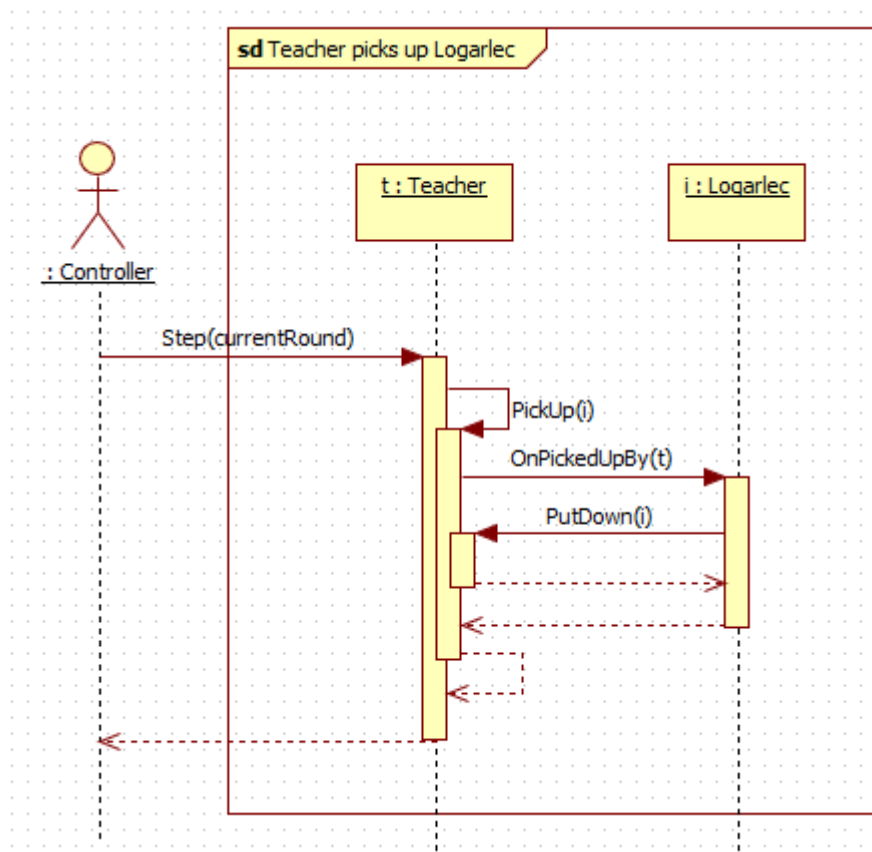 sd Teacher picks up Logarlec
t : Teacher
i : Logarlec
: Controller
Step(currentRound)
PickUp(i)
OnPickedUpBy(t)
PutDown(i)